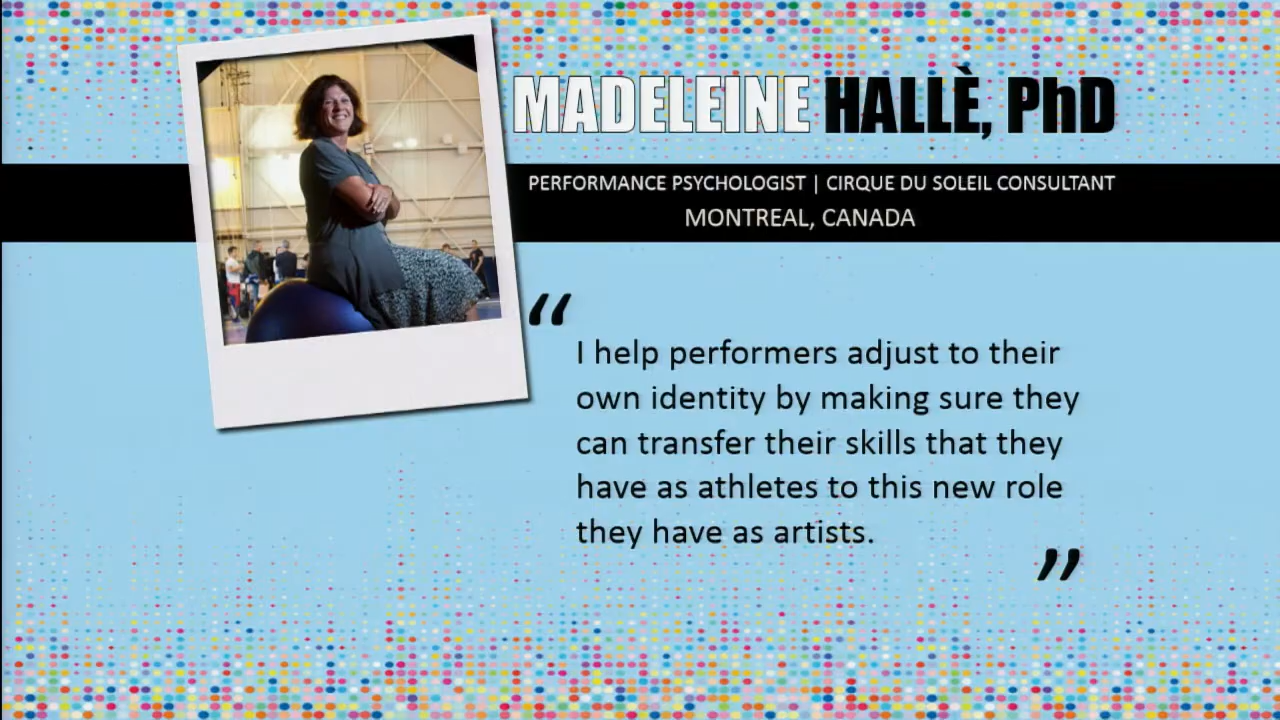 MADELEINE HALLÈ, PhD
PERFORMANCE PSYCHOLOGIST | CIRQUE DU SOLEIL CONSULTANT
MONTREAL, CANADA
“
I help performers adjust to their
own identity by making sure they
can transfer their skills that they
have as athletes to this new role
they have as artists.
”